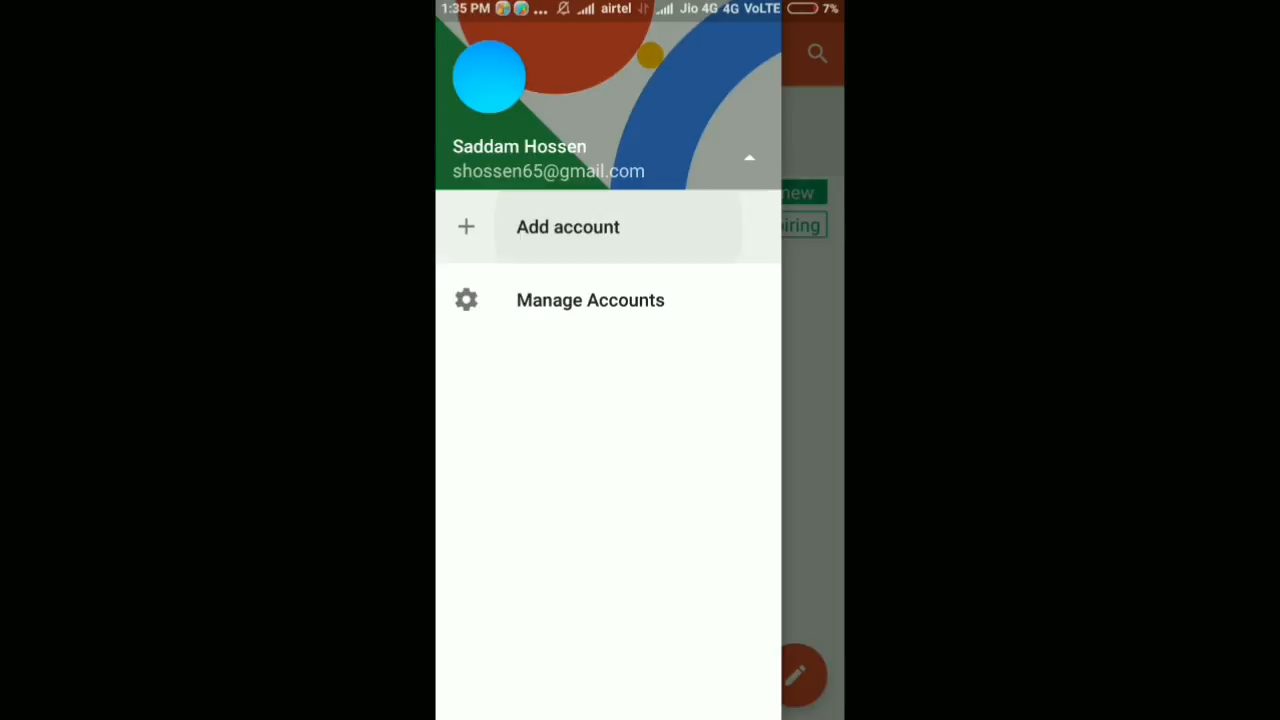 1:35 PM ... airtel Jio 4G 4G VoLTE 7%
Saddam Hossen
shossen65@gmail.com
new
Add account
iring
Manage Accounts